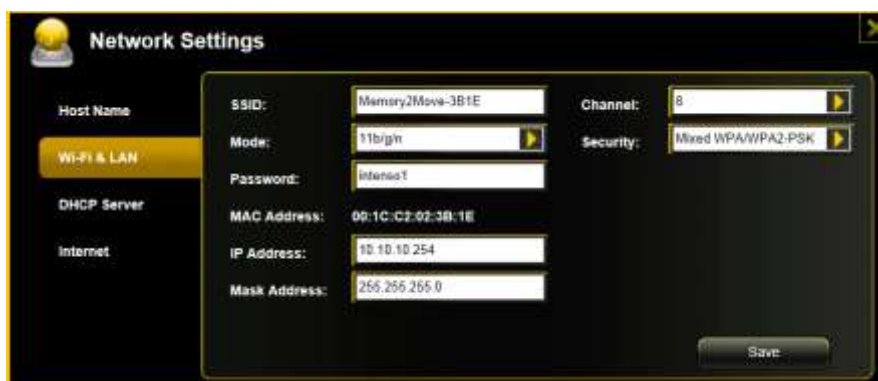 Network Settings
Host Name
Wi-Fi & LAN
DHCP Server
Internet
SSID: Memory2Move-3B1E
Mode: 11b/g/n
Password: intenso1
MAC Address: 00:1C:C2:02:3B:1E
IP Address: 10.10.10.254
Mask Address: 255.255.255.0
Channel: 6
Security: Mixed WPA/WPA2-PSK
Save